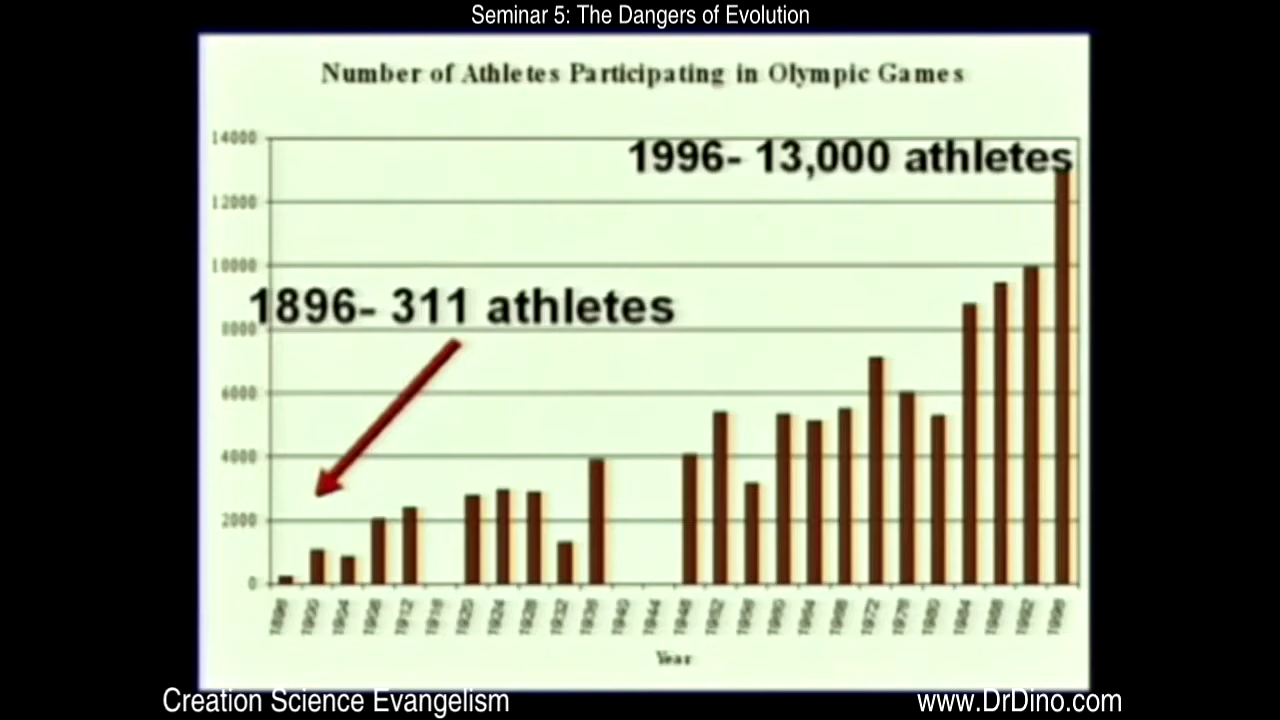 Seminar 5: The Dangers of Evolution
Number of Athletes Participating in Olympic Games
14000
1996- 13,000 athletes
12000
10000
1896- 311 athletes
8000
6000
4000
2000
0
1896 1900 1904 1908 1912 1916 1920 1924 1928 1932 1936 1940 1944 1948 1952 1956 1960 1964 1968 1972 1976 1980 1984 1988 1992 1996
Year
Creation Science Evangelism
www.DrDino.com